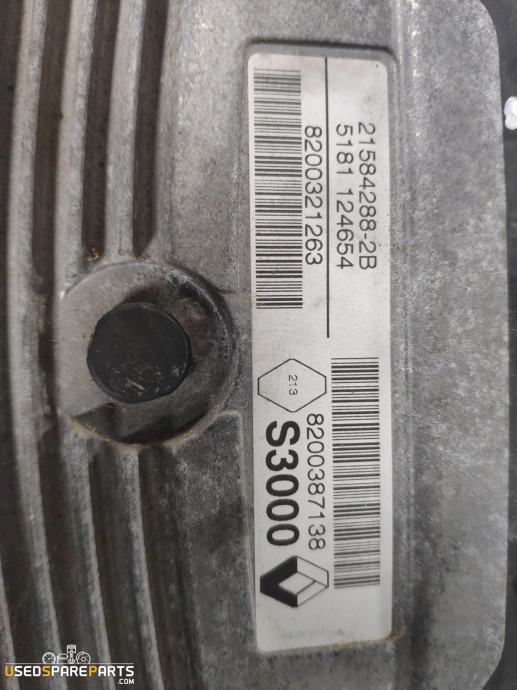 21584288-2B
5181 124654
8200321263
8200387138
213
S3000
USEDSPAREPARTS
.COM